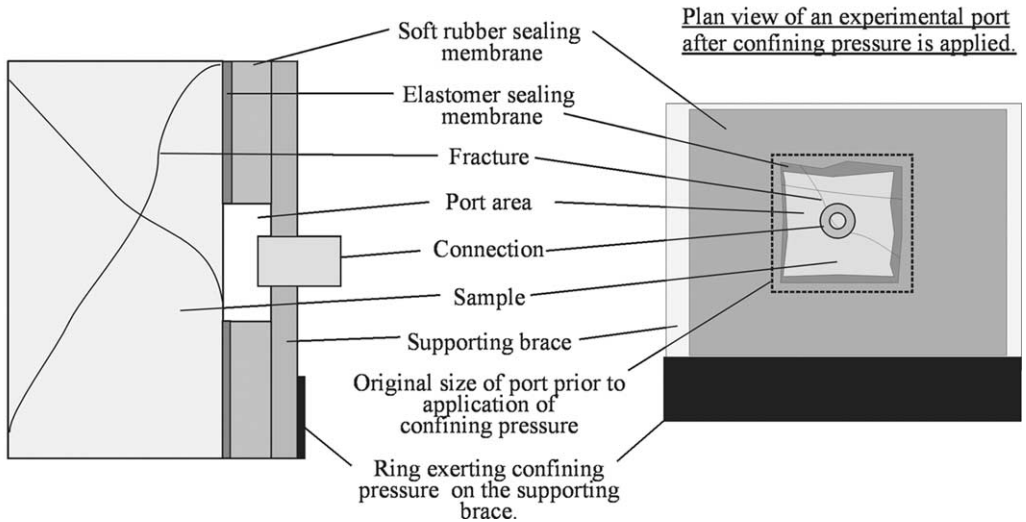 Plan view of an experimental port
after confining pressure is applied.
Soft rubber sealing
membrane
Elastomer sealing
membrane
Fracture
Port area
Connection
Sample
Supporting brace
Original size of port prior to
application of
confining pressure
Ring exerting confining
pressure on the supporting
brace.